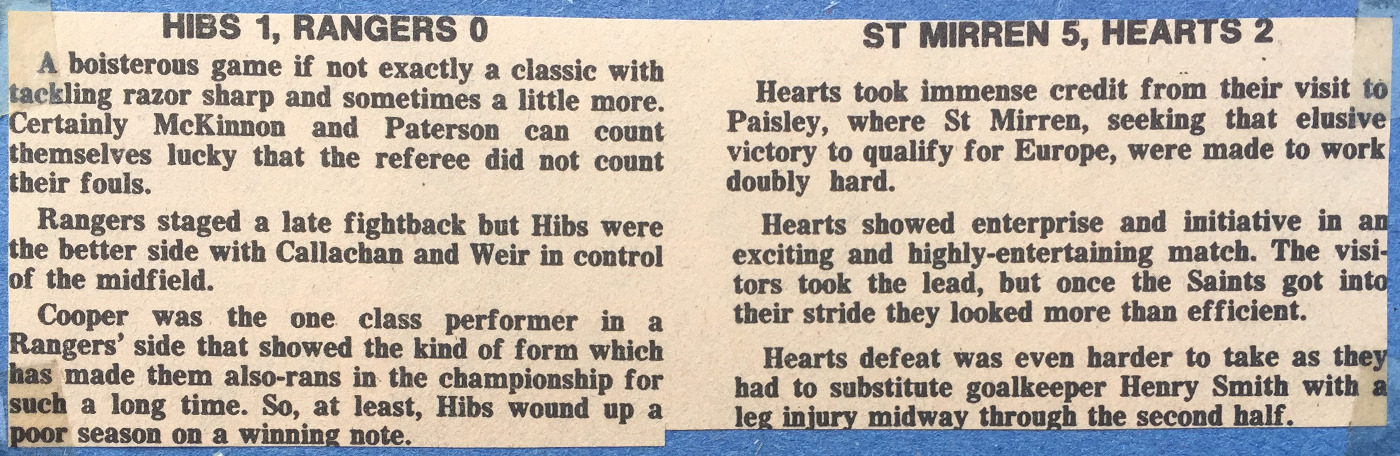 HIBS 1, RANGERS 0
A boisterous game if not exactly a classic with
tackling razor sharp and sometimes a little more.
Certainly McKinnon and Paterson can count
themselves lucky that the referee did not count
their fouls.
Rangers staged a late fightback but Hibs were
the better side with Callachan and Weir in control
of the midfield.
Cooper was the one class performer in a
Rangers' side that showed the kind of form which
has made them also-rans in the championship for
such a long time. So, at least, Hibs wound up a
poor season on a winning note.
ST MIRREN 5, HEARTS 2
Hearts took immense credit from their visit to
Paisley, where St Mirren, seeking that elusive
victory to qualify for Europe, were made to work
doubly hard.
Hearts showed enterprise and initiative in an
exciting and highly-entertaining match. The visi-
tors took the lead, but once the Saints got into
their stride they looked more than efficient.
Hearts defeat was even harder to take as they
had to substitute goalkeeper Henry Smith with a
leg injury midway through the second half.